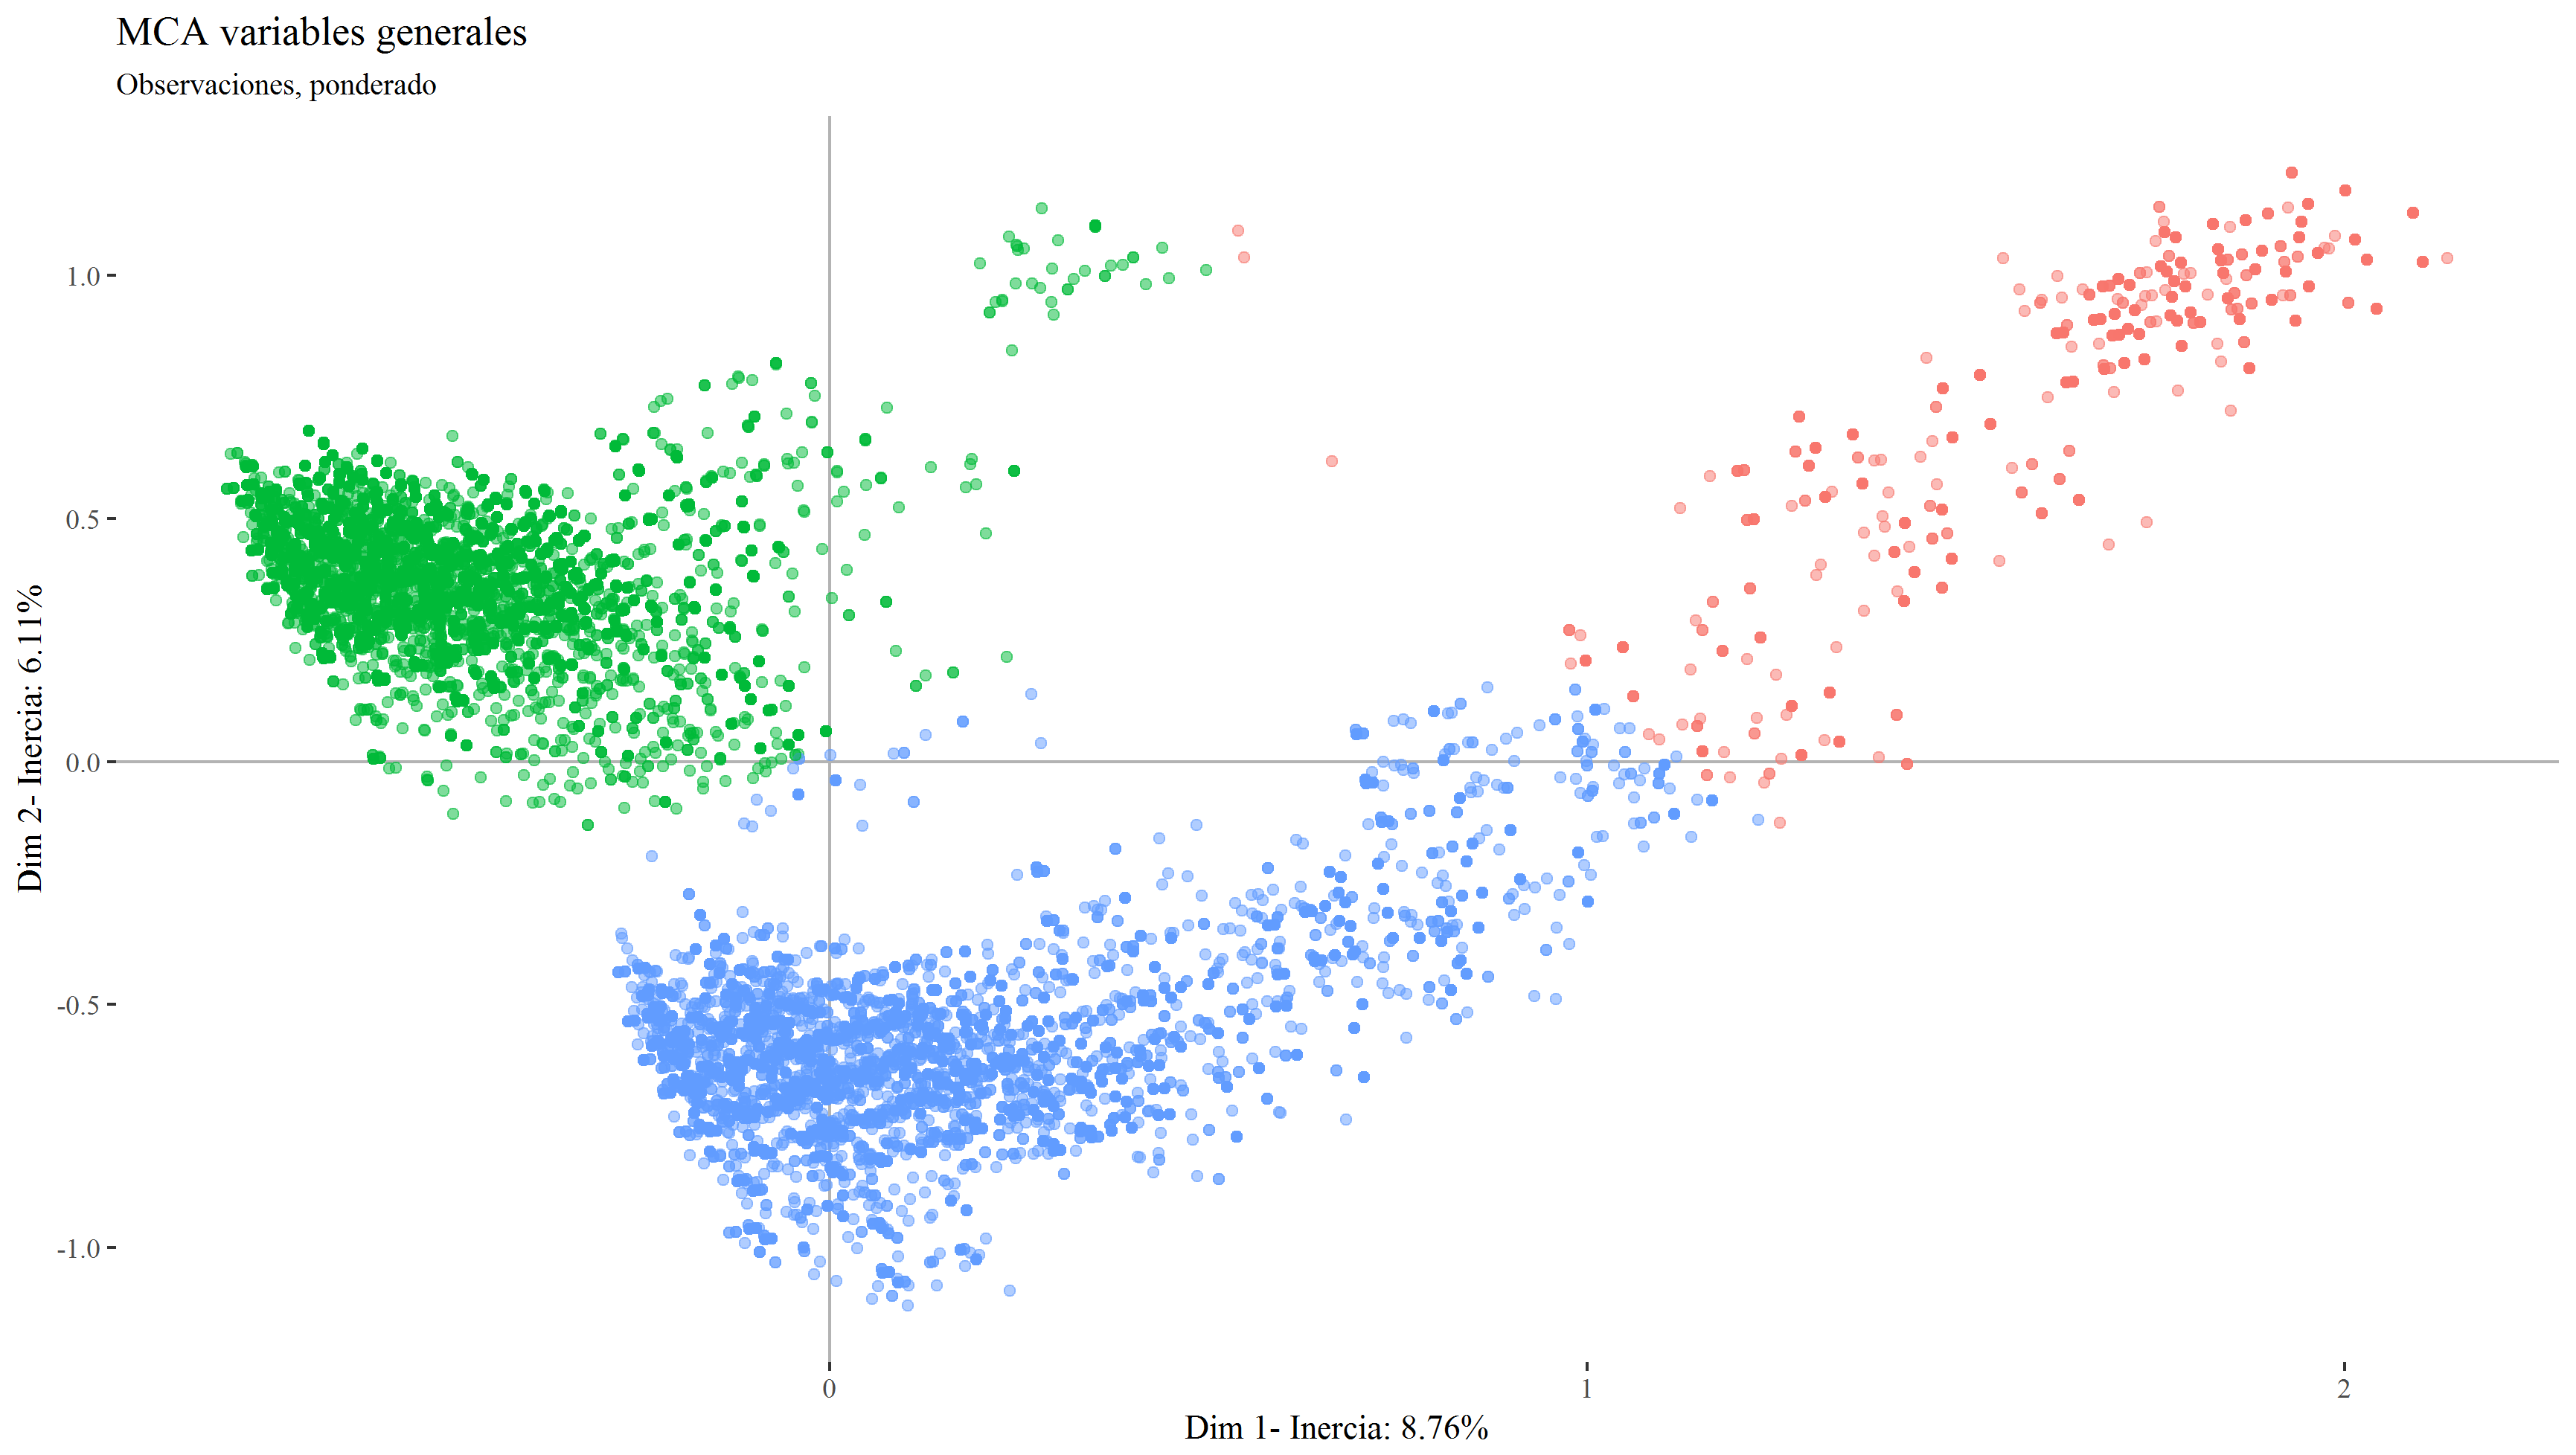 MCA variables generales
Observaciones, ponderado
Dim 2- Inercia: 6.11%
1.0
0.5
0.0
-0.5
-1.0
0
1
2
Dim 1- Inercia: 8.76%